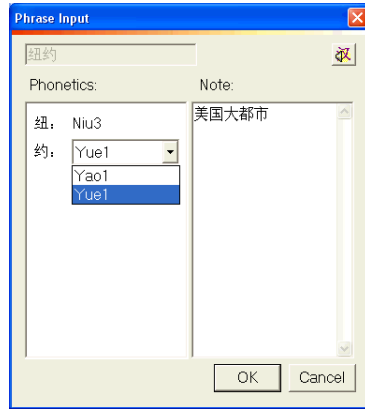 Phrase Input
纽约
汉
Phonetics:
Note:
纽： Niu3
约： Yue1
Yao1
Yue1
美国大都市
OK
Cancel